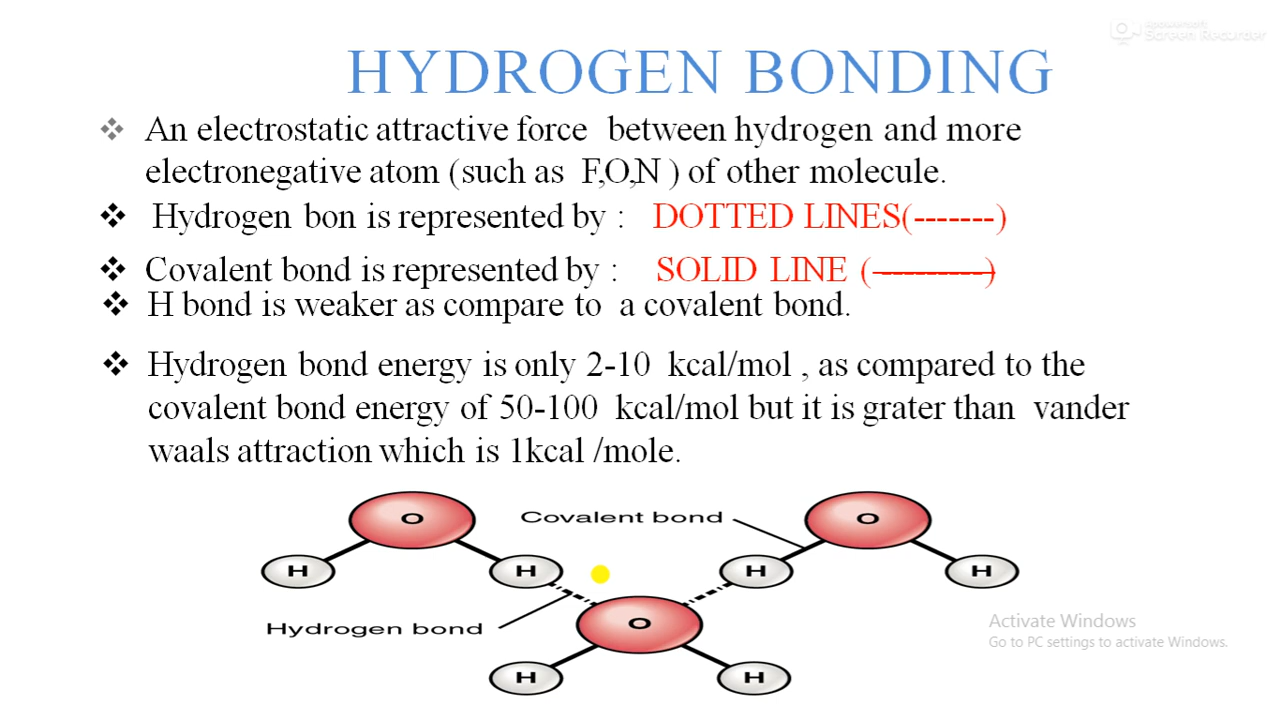 Apowersoft
Screen Recorder
HYDROGEN BONDING
❖ An electrostatic attractive force between hydrogen and more
electronegative atom (such as F,O,N ) of other molecule.
❖ Hydrogen bon is represented by : DOTTED LINES(-------)
❖ Covalent bond is represented by : SOLID LINE (----------)
❖ H bond is weaker as compare to a covalent bond.
❖ Hydrogen bond energy is only 2-10 kcal/mol , as compared to the
covalent bond energy of 50-100 kcal/mol but it is grater than vander
waals attraction which is 1kcal /mole.
O Covalent bond O
H H H H
Hydrogen bond O
H H
Activate Windows
Go to PC settings to activate Windows.